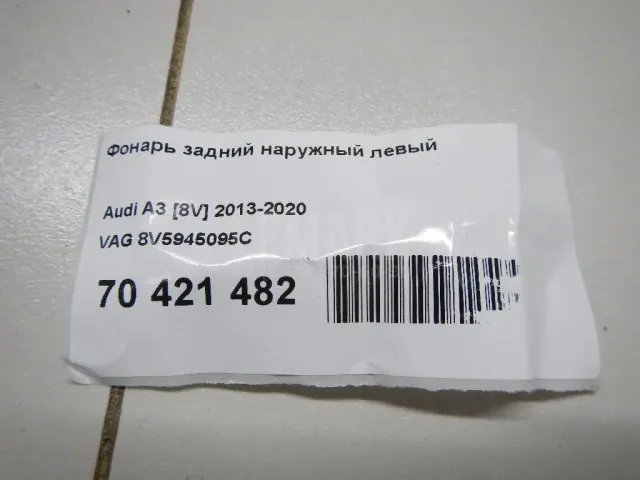 Фонарь задний наружный левый
Audi A3 [8V] 2013-2020
VAG 8V5945095C
70 421 482